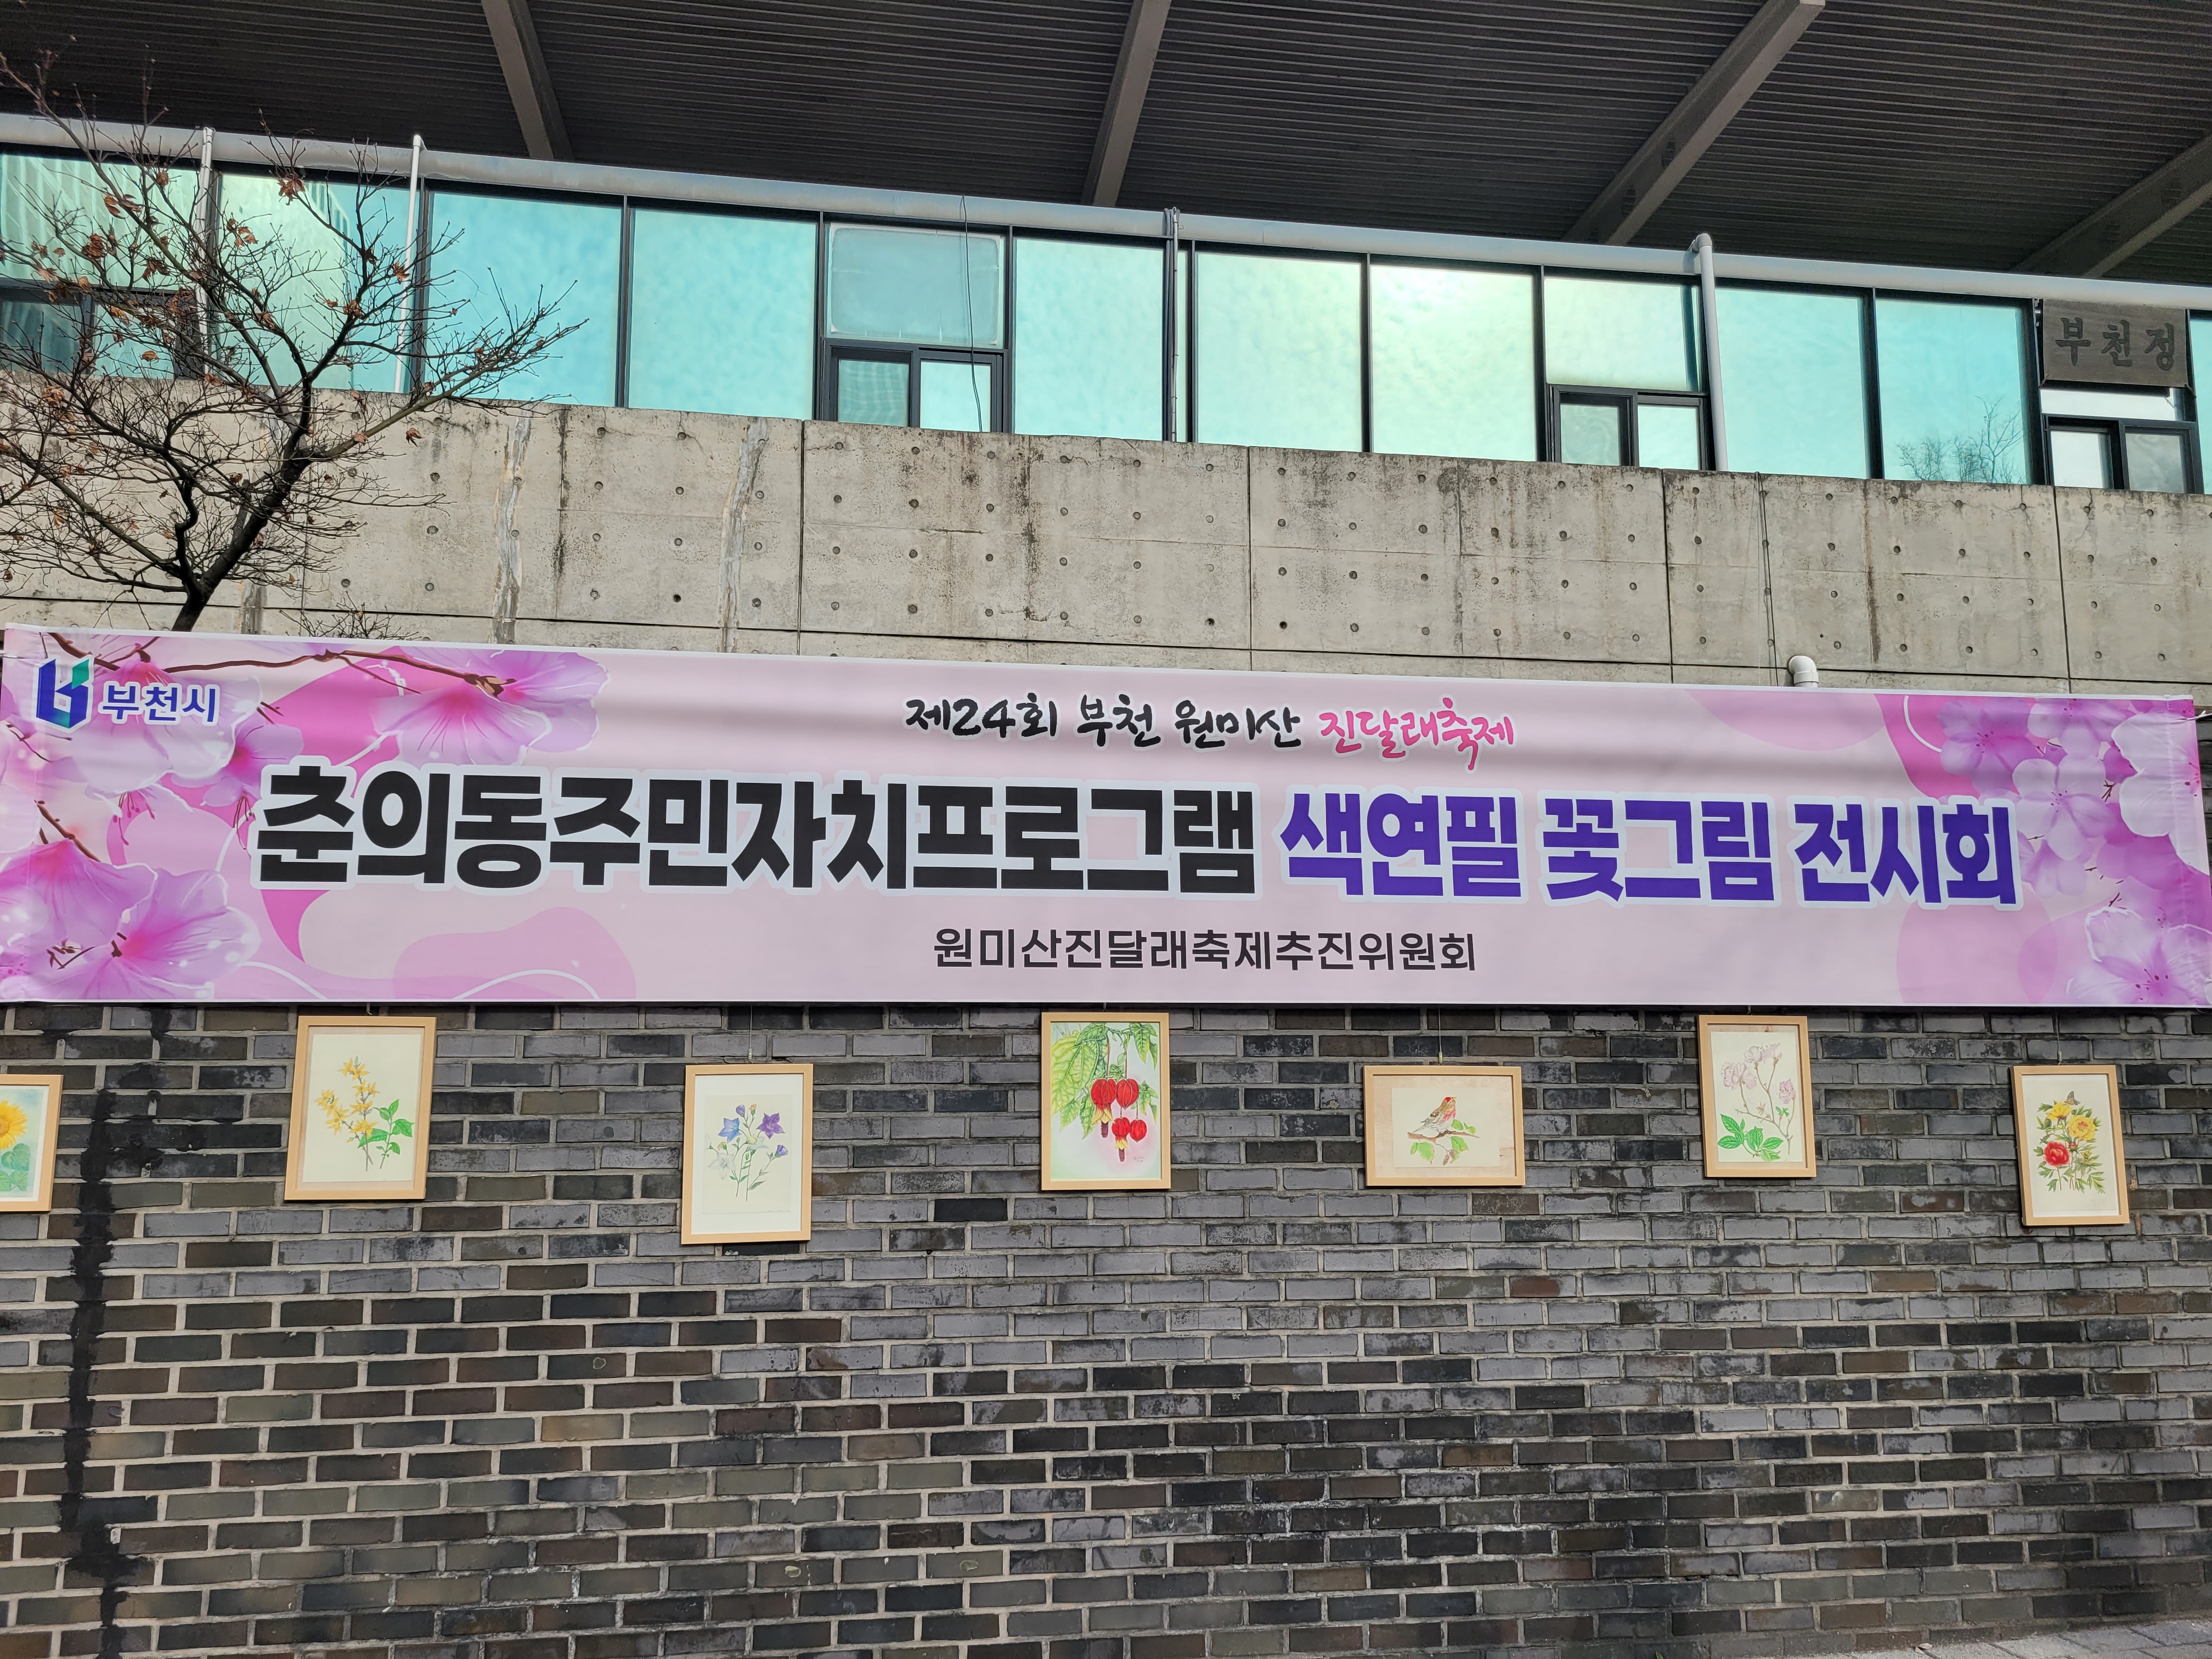 부천정
부천시
제24회 부천 원미산 진달래축제
춘의동주민자치프로그램 색연필 꽃그림 전시회
원미산진달래축제추진위원회